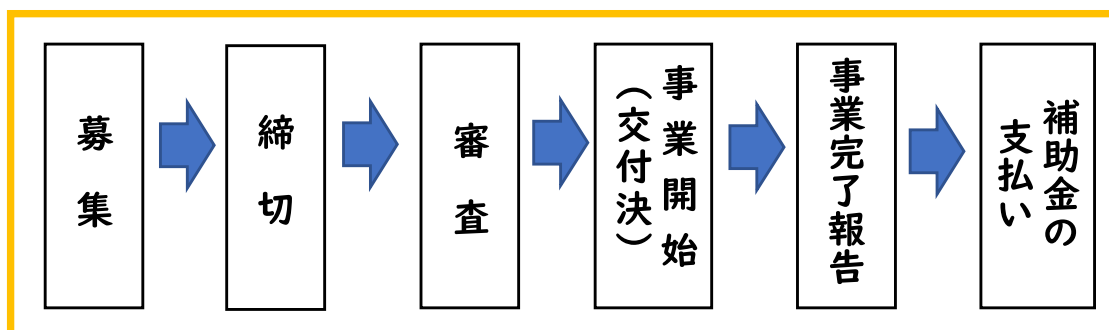 募集
締切
審査
事業開始
（交付決）
事業完了報告
補助金の
支払い